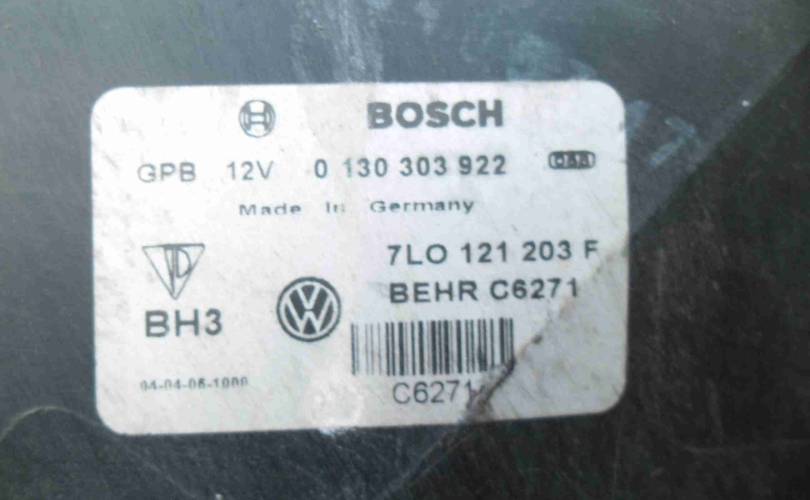 BOSCH
GPB 12V 0 130 303 922
Made In Germany
7LO 121 203 F
BEHR C6271
BH3
C6271